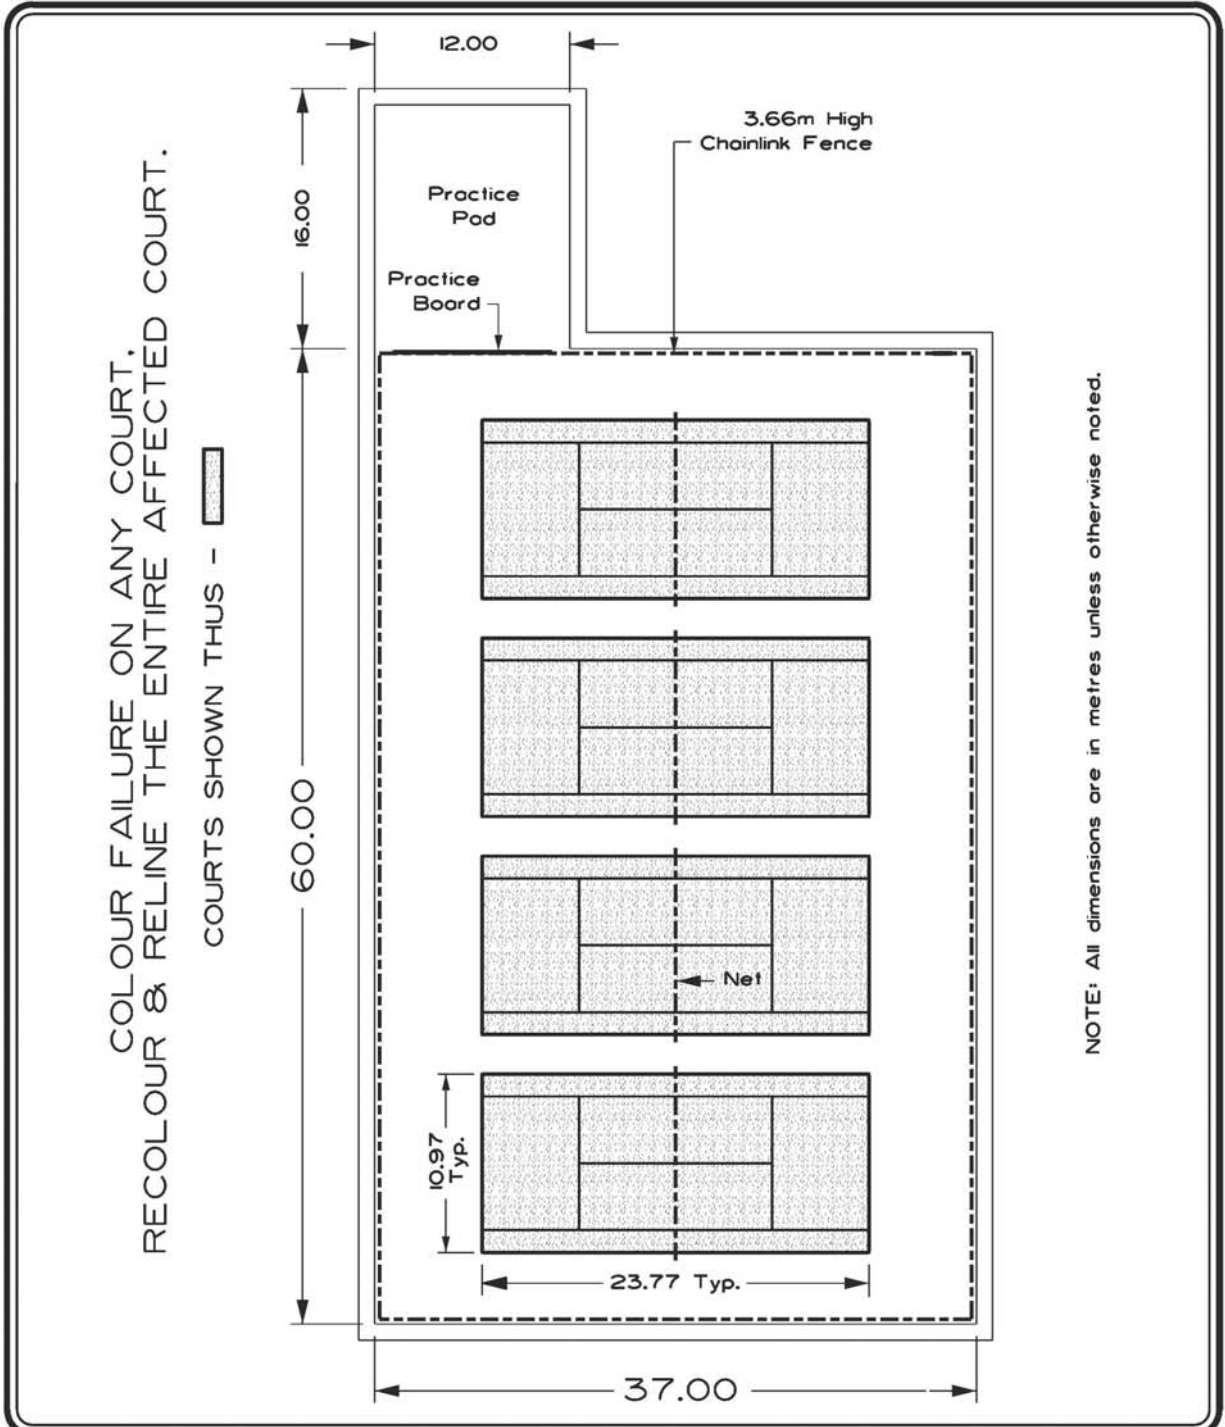 12.00
3.66m High
Chainlink Fence
16.00
Practice
Pad
Practice
Board
COLOUR FAILURE ON ANY COURT,
RECOLOUR & RELINE THE ENTIRE AFFECTED COURT.
COURTS SHOWN THUS -
60.00
Net
10.97
Typ.
23.77 Typ.
37.00
NOTE: All dimensions are in metres unless otherwise noted.